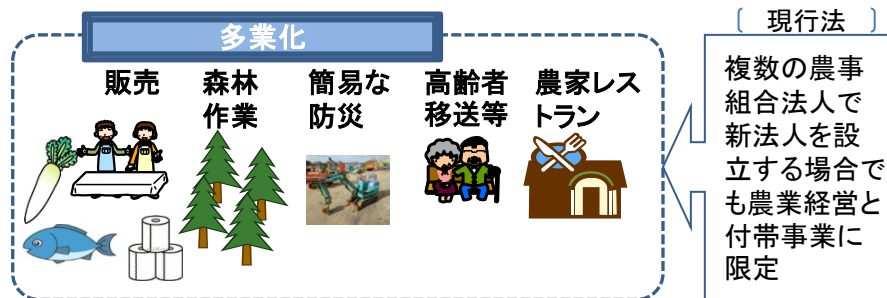 多業化
販売
森林
作業
簡易な
防災
高齢者
移送等
農家レス
トラン
〔 現行法 〕
複数の農事
組合法人で
新法人を設
立する場合で
も農業経営と
付帯事業に
限定